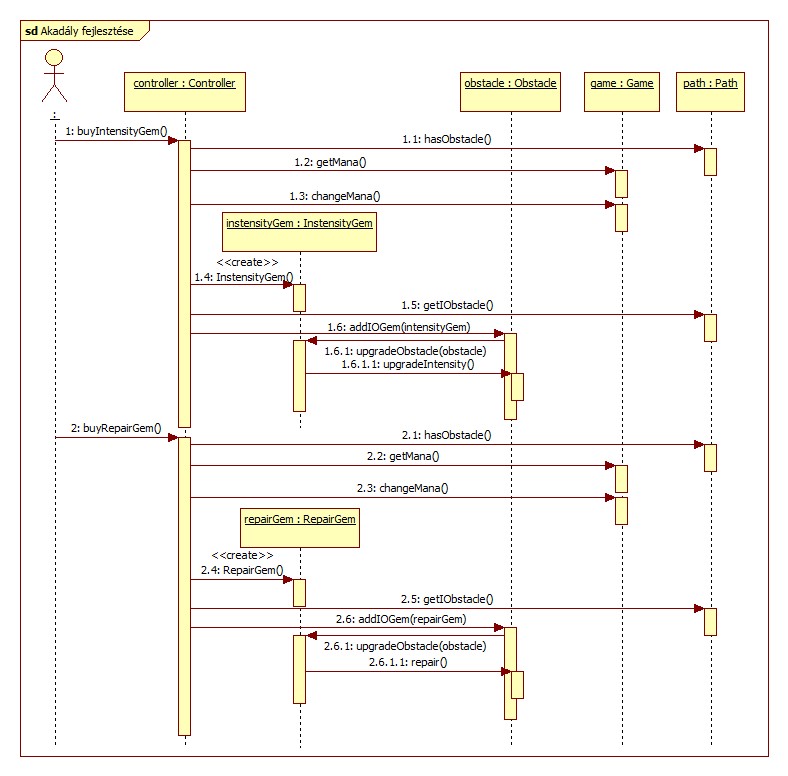 sd Akadály fejlesztése
controller : Controller
obstacle : Obstacle
game : Game
path : Path
:
1: buyIntensityGem()
1.1: hasObstacle()
1.2: getMana()
1.3: changeMana()
instensityGem : InstensityGem
<<create>>
1.4: InstensityGem()
1.5: getIObstacle()
1.6: addIOGem(intensityGem)
1.6.1: upgradeObstacle(obstacle)
1.6.1.1: upgradeIntensity()
2: buyRepairGem()
2.1: hasObstacle()
2.2: getMana()
2.3: changeMana()
repairGem : RepairGem
<<create>>
2.4: RepairGem()
2.5: getIObstacle()
2.6: addIOGem(repairGem)
2.6.1: upgradeObstacle(obstacle)
2.6.1.1: repair()